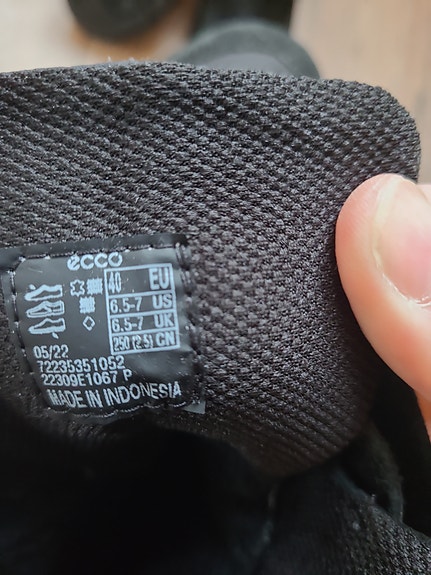 ecco
40 EU
6.5-7 US
6.5-7 UK
250 (2.5) CN
05/22
72235351052
22309E1067 P
MADE IN INDONESIA